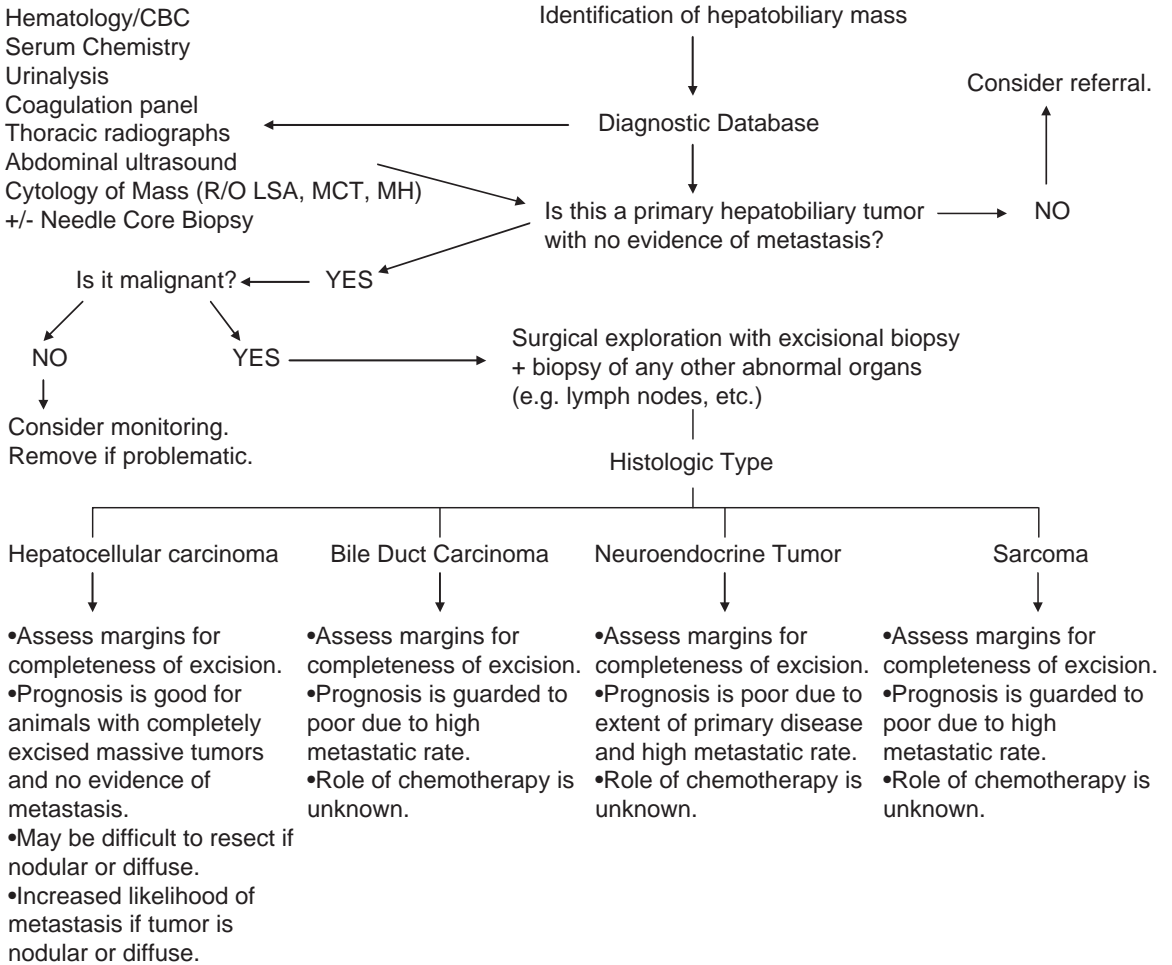 Hematology/CBC
Serum Chemistry
Urinalysis
Coagulation panel
Thoracic radiographs
Abdominal ultrasound
Cytology of Mass (R/O LSA, MCT, MH)
+/- Needle Core Biopsy
Identification of hepatobiliary mass
Diagnostic Database
Consider referral.
Is this a primary hepatobiliary tumor
with no evidence of metastasis?
NO
YES
Is it malignant?
NO
YES
Consider monitoring.
Remove if problematic.
Surgical exploration with excisional biopsy
+ biopsy of any other abnormal organs
(e.g. lymph nodes, etc.)
Histologic Type
Hepatocellular carcinoma
•Assess margins for
completeness of excision.
•Prognosis is good for
animals with completely
excised massive tumors
and no evidence of
metastasis.
•May be difficult to resect if
nodular or diffuse.
•Increased likelihood of
metastasis if tumor is
nodular or diffuse.
Bile Duct Carcinoma
•Assess margins for
completeness of excision.
•Prognosis is guarded to
poor due to high
metastatic rate.
•Role of chemotherapy is
unknown.
Neuroendocrine Tumor
•Assess margins for
completeness of excision.
•Prognosis is poor due to
extent of primary disease
and high metastatic rate.
•Role of chemotherapy is
unknown.
Sarcoma
•Assess margins for
completeness of excision.
•Prognosis is guarded to
poor due to high
metastatic rate.
•Role of chemotherapy is
unknown.